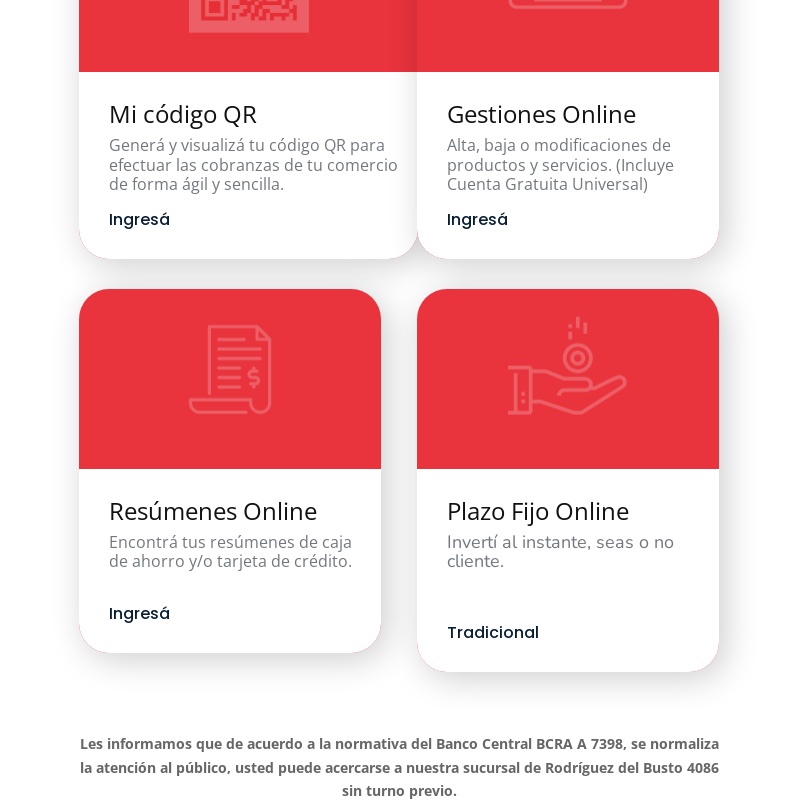 Mi código QR
Generá y visualizá tu código QR para
efectuar las cobranzas de tu comercio
de forma ágil y sencilla.
Ingresá
Gestiones Online
Alta, baja o modificaciones de
productos y servicios. (Incluye
Cuenta Gratuita Universal)
Ingresá
Resúmenes Online
Encontrá tus resúmenes de caja
de ahorro y/o tarjeta de crédito.
Ingresá
Plazo Fijo Online
Invertí al instante, seas o no
cliente.
Tradicional
Les informamos que de acuerdo a la normativa del Banco Central BCRA A 7398, se normaliza
la atención al público, usted puede acercarse a nuestra sucursal de Rodríguez del Busto 4086
sin turno previo.